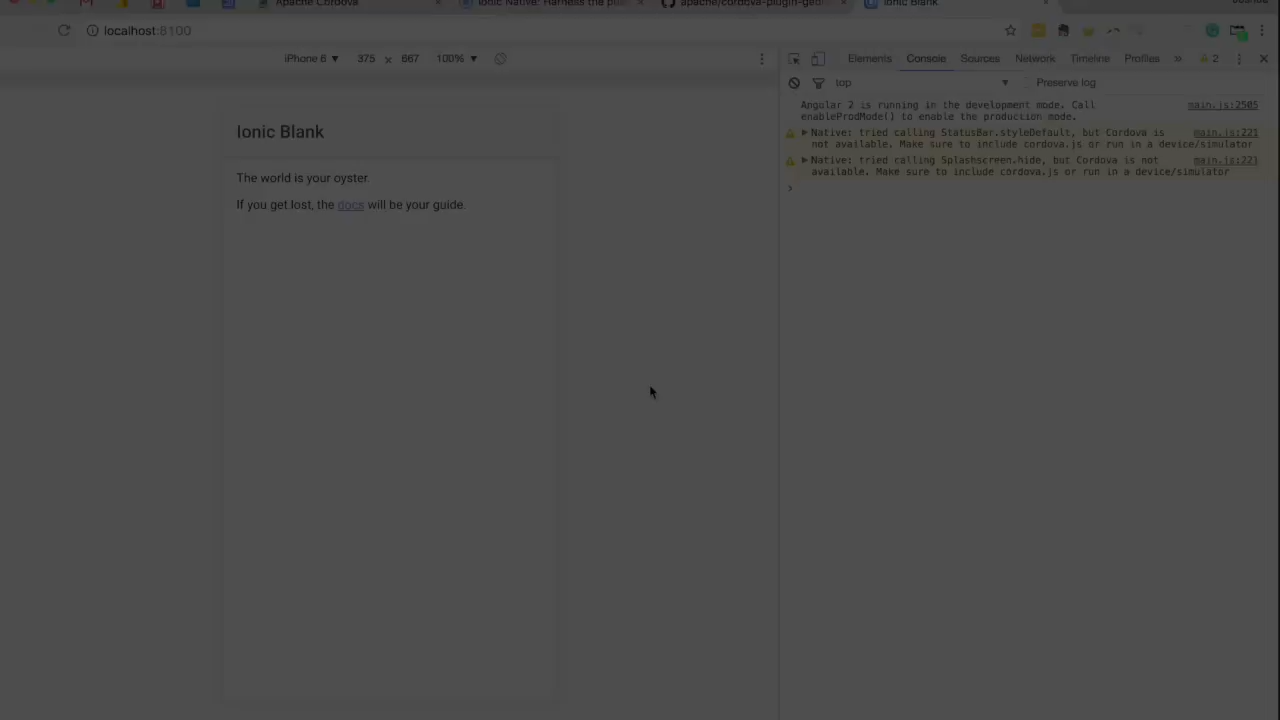 Apache Cordova
Ionic Native: Harness the po
apache/cordova-plugin-geo
Ionic Blank
localhost:8100
iPhone 6 ▼ 375 × 667 100% ▼
Elements Console Sources Network Timeline Profiles » 2
top ▼ Preserve log
Angular 2 is running in the development mode. Call main.js:2505
enableProdMode() to enable the production mode.
▶ Native: tried calling StatusBar.styleDefault, but Cordova is main.js:221
not available. Make sure to include cordova.js or run in a device/simulator
▶ Native: tried calling Splashscreen.hide, but Cordova is not main.js:221
available. Make sure to include cordova.js or run in a device/simulator
Ionic Blank
The world is your oyster.
If you get lost, the docs will be your guide.